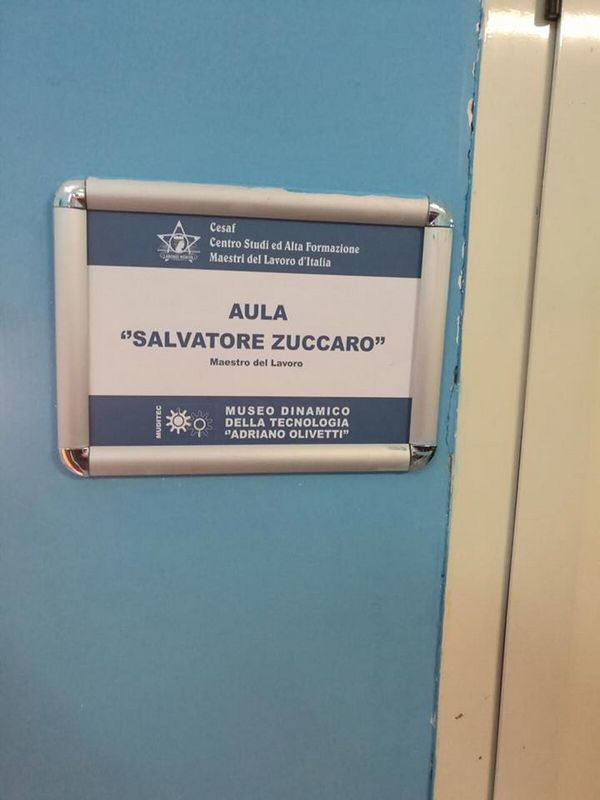 Cesaf
Centro Studi ed Alta Formazione
Maestri del Lavoro d'Italia
AULA
‘’SALVATORE ZUCCARO’’
Maestro del Lavoro
MUDITEC
MUSEO DINAMICO
DELLA TECNOLOGIA
‘’ADRIANO OLIVETTI’’